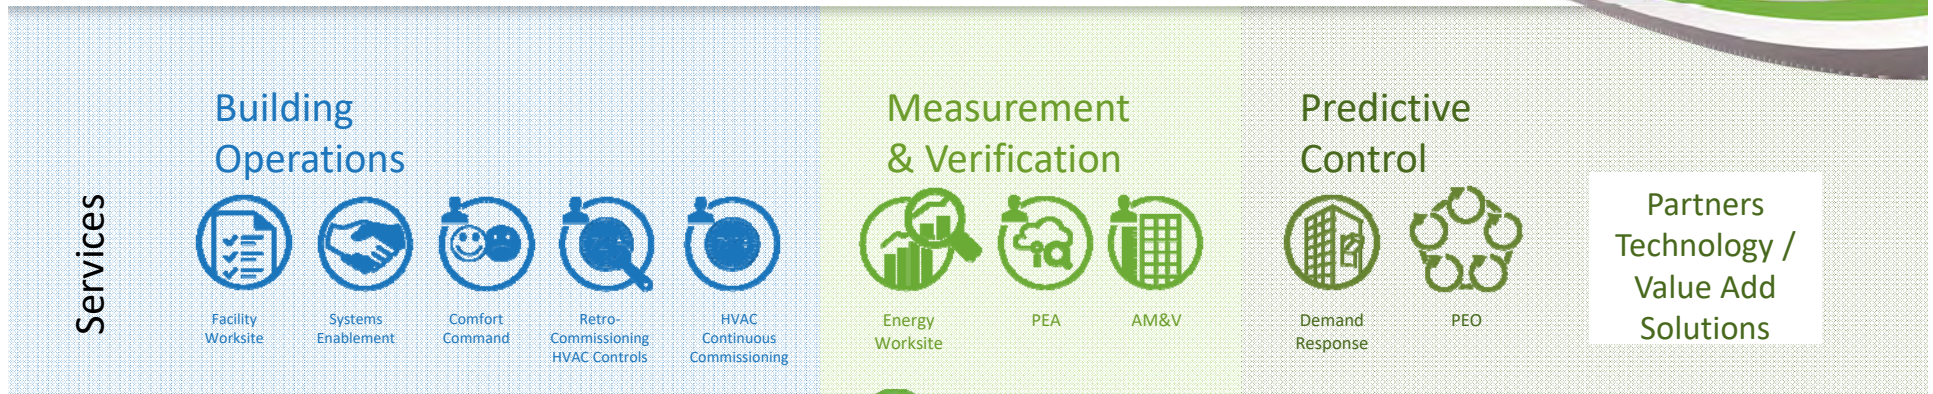 Services
Building
Operations
Facility
Worksite
Systems
Enablement
Comfort
Command
Retro-
Commissioning
HVAC Controls
HVAC
Continuous
Commissioning
Measurement
& Verification
iq
Energy
Worksite
PEA
AM&V
Predictive
Control
Demand
Response
PEO
Partners
Technology /
Value Add
Solutions